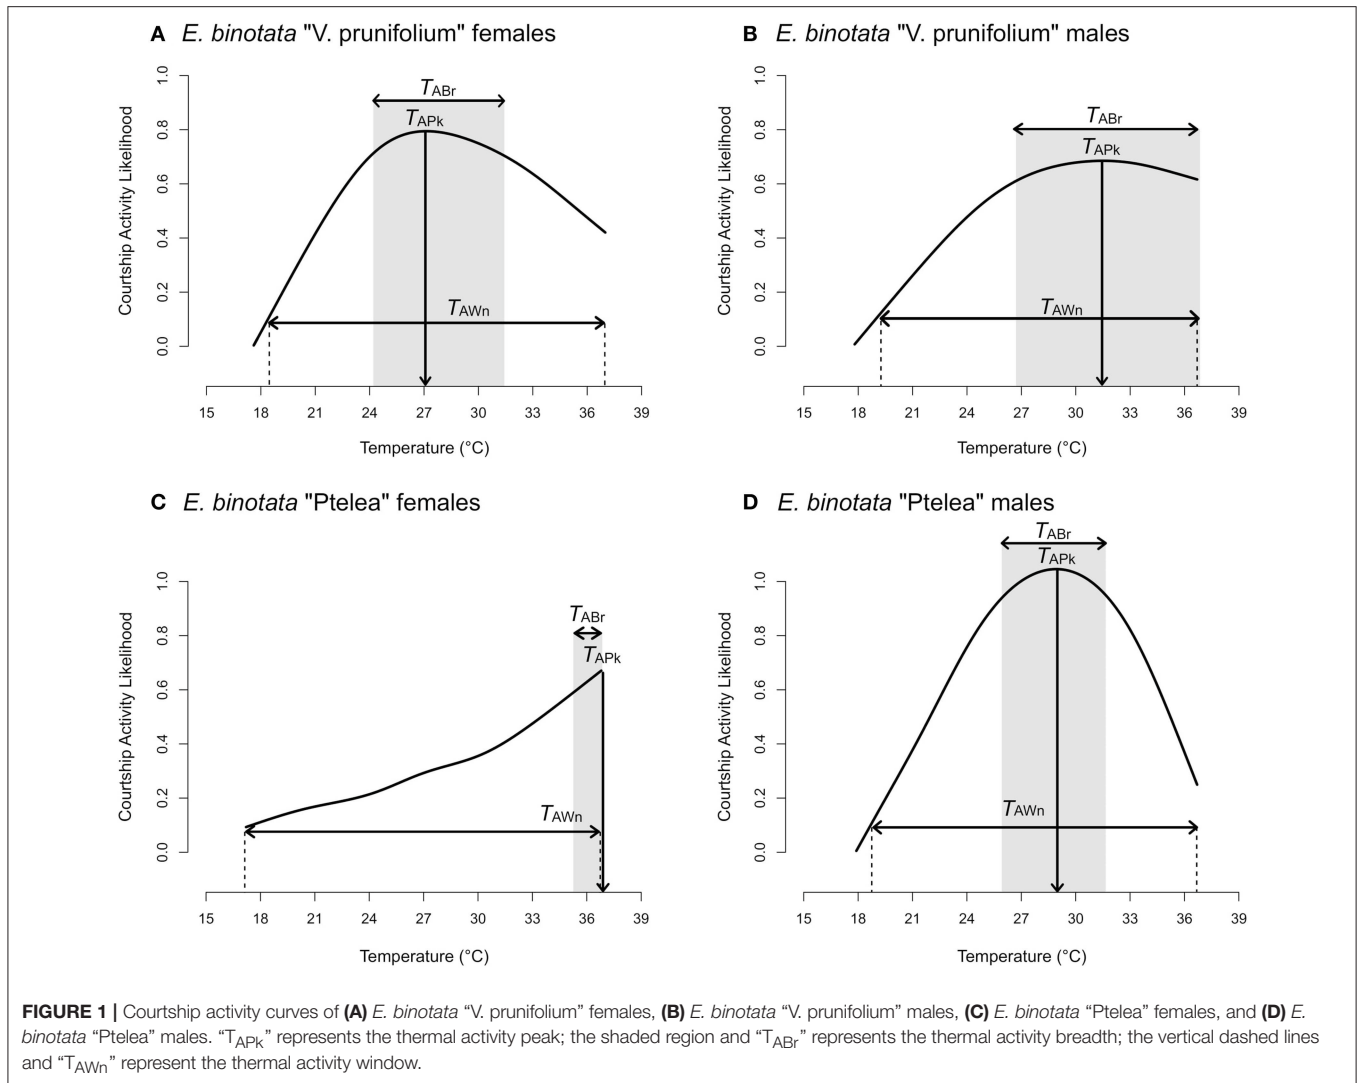 A E. binotata "V. prunifolium" females
TABr
TAPk
TAWn
Courtship Activity Likelihood
1.0
0.8
0.6
0.4
0.2
0.0
15 18 21 24 27 30 33 36 39
Temperature (°C)
B E. binotata "V. prunifolium" males
TABr
TAPk
TAWn
Courtship Activity Likelihood
1.0
0.8
0.6
0.4
0.2
0.0
15 18 21 24 27 30 33 36 39
Temperature (°C)
C E. binotata "Ptelea" females
TABr
TAPk
TAWn
Courtship Activity Likelihood
1.0
0.8
0.6
0.4
0.2
0.0
15 18 21 24 27 30 33 36 39
Temperature (°C)
D E. binotata "Ptelea" males
TABr
TAPk
TAWn
Courtship Activity Likelihood
1.0
0.8
0.6
0.4
0.2
0.0
15 18 21 24 27 30 33 36 39
Temperature (°C)
FIGURE 1 | Courtship activity curves of (A) E. binotata “V. prunifolium” females, (B) E. binotata “V. prunifolium” males, (C) E. binotata “Ptelea” females, and (D) E.
binotata “Ptelea” males. “TAPk” represents the thermal activity peak; the shaded region and “TABr” represents the thermal activity breadth; the vertical dashed lines
and “TAWn” represent the thermal activity window.